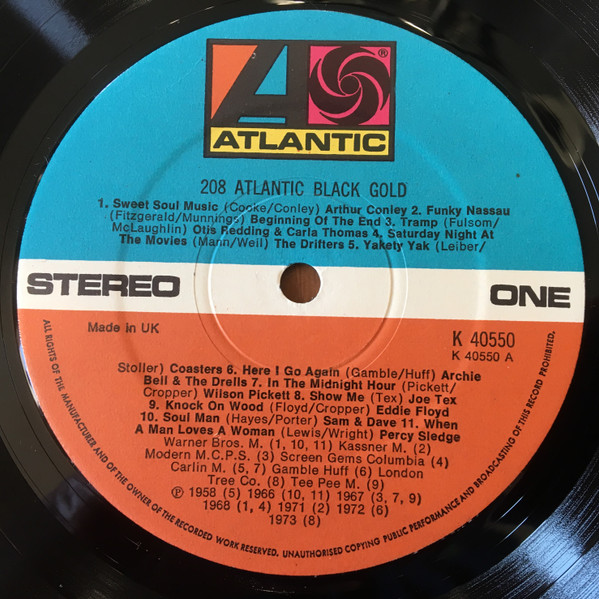 ®
ATLANTIC
208 ATLANTIC BLACK GOLD
1. Sweet Soul Music (Cooke/Conley) Arthur Conley 2. Funky Nassau
(Fitzgerald/Munnings) Beginning Of The End 3. Tramp (Fulsom/
McLaughlin) Otis Redding & Carla Thomas 4. Saturday Night At
The Movies (Mann/Weil) The Drifters 5. Yakety Yak (Leiber/
STEREO ONE
Made in UK
K 40550
K 40550 A
Stoller) Coasters 6. Here I Go Again (Gamble/Huff) Archie
Bell & The Drells 7. In The Midnight Hour (Pickett/
Cropper) Wilson Pickett 8. Show Me (Tex) Joe Tex
9. Knock On Wood (Floyd/Cropper) Eddie Floyd
10. Soul Man (Hayes/Porter) Sam & Dave 11. When
A Man Loves A Woman (Lewis/Wright) Percy Sledge
Warner Bros. M. (1, 10, 11) Kassner M. (2)
Modern M.C.P.S. (3) Screen Gems Columbia (4)
Carlin M. (5, 7) Gamble Huff (6) London
Tree Co. (8) Tee Pee M. (9)
℗ 1958 (5) 1966 (10, 11) 1967 (3, 7, 9)
1968 (1, 4) 1971 (2) 1972 (6)
1973 (8)
ALL RIGHTS OF THE MANUFACTURER AND OF THE OWNER OF THE RECORDED WORK RESERVED. UNAUTHORISED COPYING PUBLIC PERFORMANCE AND BROADCASTING OF THIS RECORD PROHIBITED.